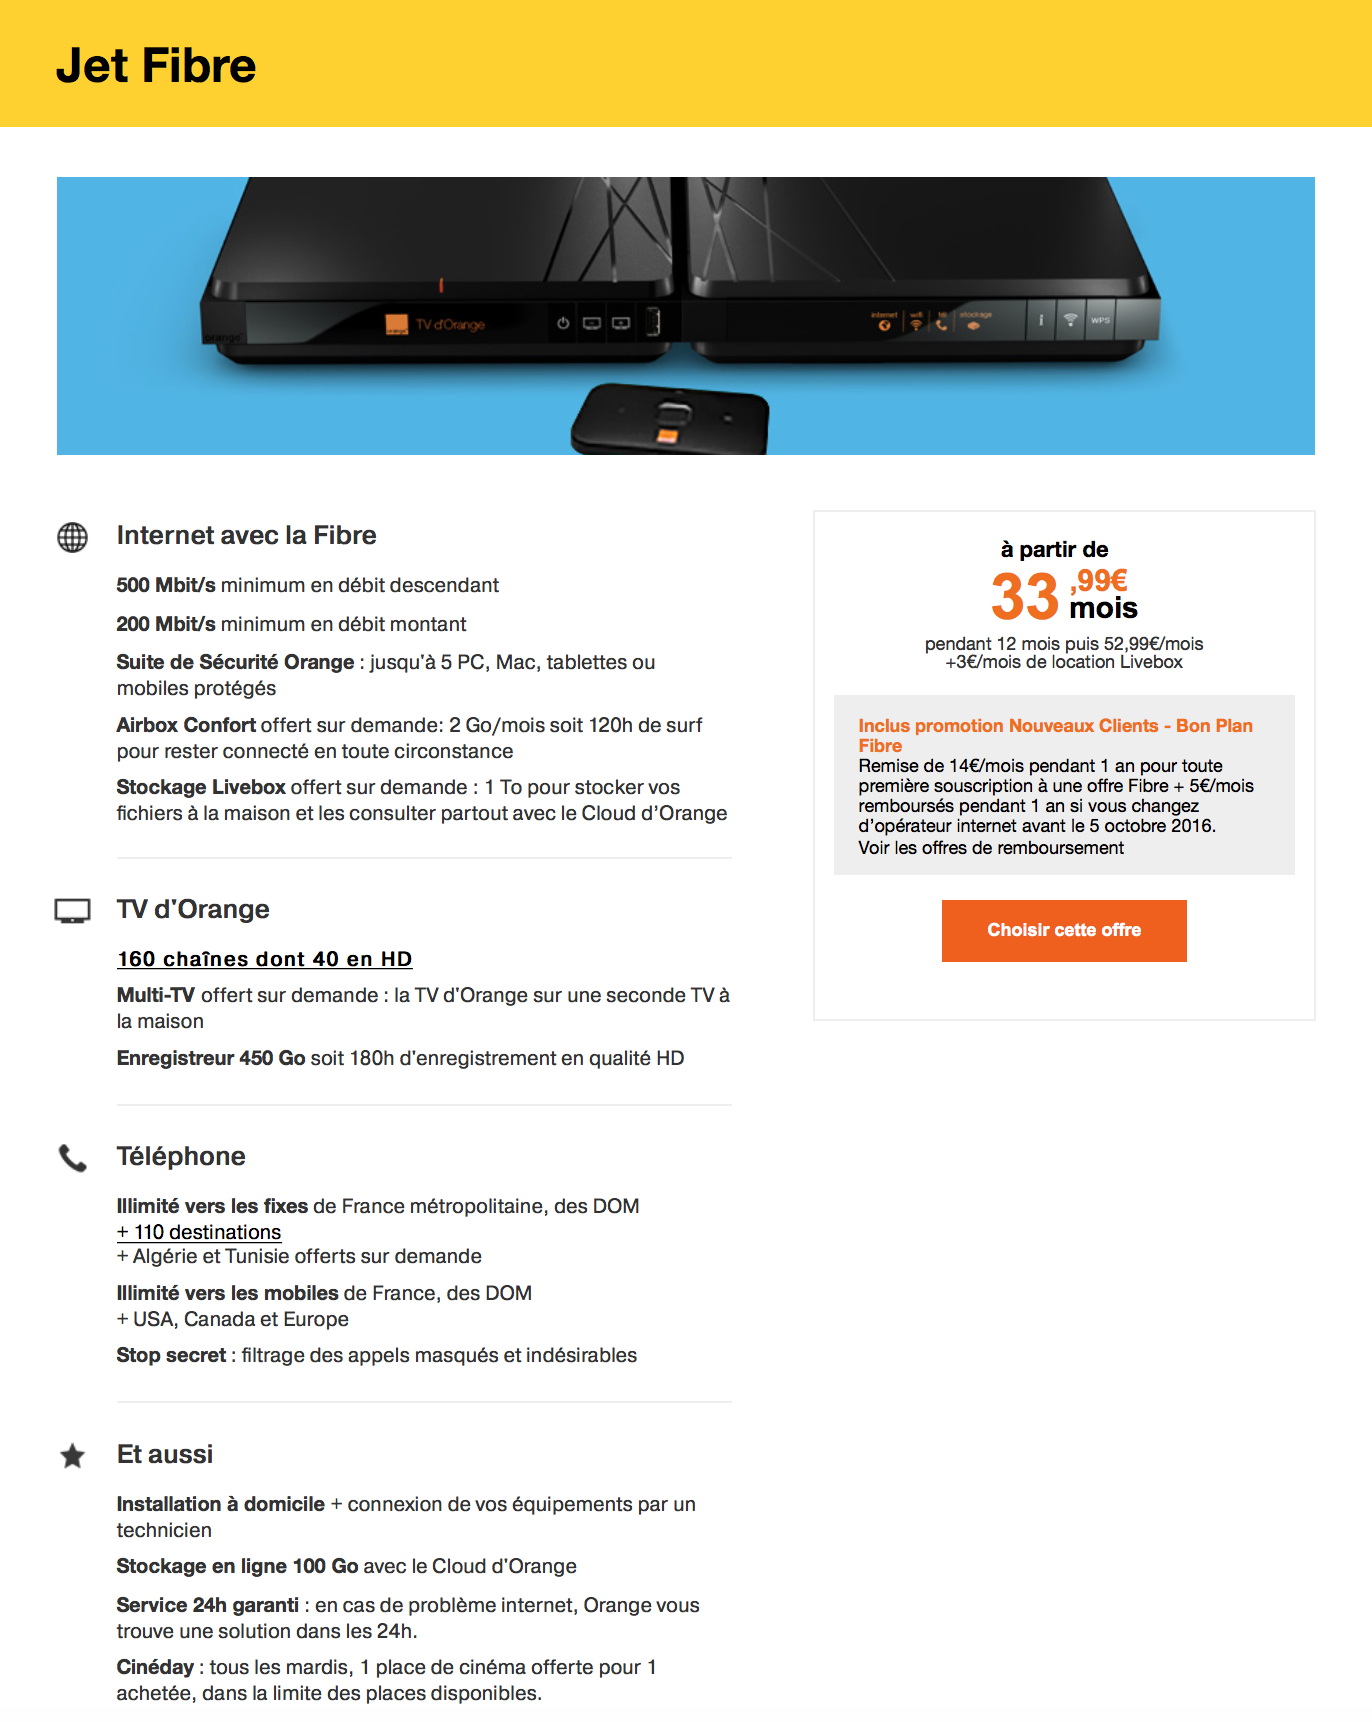 Jet Fibre
orange
TV d'Orange
orange
internet
wifi
tél
stockage
i
WPS
Internet avec la Fibre
500 Mbit/s minimum en débit descendant
200 Mbit/s minimum en débit montant
Suite de Sécurité Orange : jusqu'à 5 PC, Mac, tablettes ou
mobiles protégés
Airbox Confort offert sur demande: 2 Go/mois soit 120h de surf
pour rester connecté en toute circonstance
Stockage Livebox offert sur demande : 1 To pour stocker vos
fichiers à la maison et les consulter partout avec le Cloud d'Orange
TV d'Orange
160 chaînes dont 40 en HD
Multi-TV offert sur demande : la TV d'Orange sur une seconde TV à
la maison
Enregistreur 450 Go soit 180h d'enregistrement en qualité HD
Téléphone
Illimité vers les fixes de France métropolitaine, des DOM
+ 110 destinations
+ Algérie et Tunisie offerts sur demande
Illimité vers les mobiles de France, des DOM
+ USA, Canada et Europe
Stop secret : filtrage des appels masqués et indésirables
Et aussi
Installation à domicile + connexion de vos équipements par un
technicien
Stockage en ligne 100 Go avec le Cloud d'Orange
Service 24h garanti : en cas de problème internet, Orange vous
trouve une solution dans les 24h.
Cinéday : tous les mardis, 1 place de cinéma offerte pour 1
achetée, dans la limite des places disponibles.
à partir de
33,99€
mois
pendant 12 mois puis 52,99€/mois
+3€/mois de location Livebox
Inclus promotion Nouveaux Clients - Bon Plan
Fibre
Remise de 14€/mois pendant 1 an pour toute
première souscription à une offre Fibre + 5€/mois
remboursés pendant 1 an si vous changez
d'opérateur internet avant le 5 octobre 2016.
Voir les offres de remboursement
Choisir cette offre